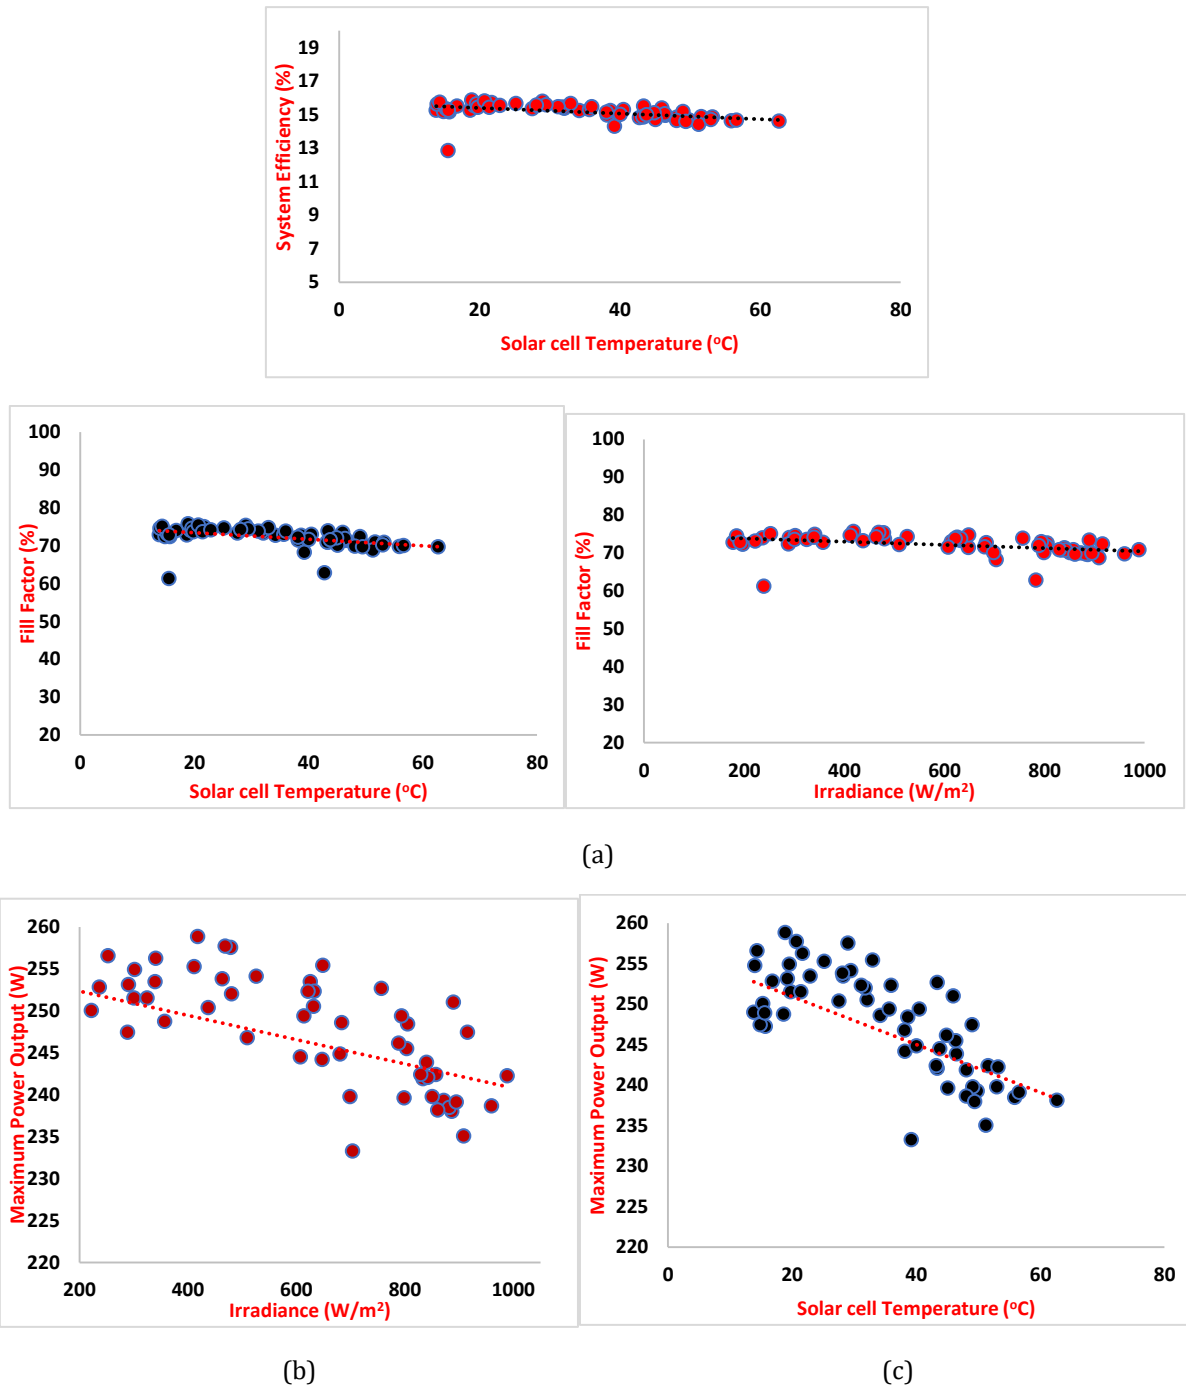 19
17
15
13
11
9
7
5
System Efficiency (%)
0 20 40 60 80
Solar cell Temperature (ᵒC)
100
90
80
70
60
50
40
30
20
Fill Factor (%)
0 20 40 60 80
Solar cell Temperature (ᵒC)
100
90
80
70
60
50
40
30
20
Fill Factor (%)
0 200 400 600 800 1000
Irradiance (W/m²)
(a)
260
255
250
245
240
235
230
225
220
Maximum Power Output (W)
200 400 600 800 1000
Irradiance (W/m²)
260
255
250
245
240
235
230
225
220
Maximum Power Output (W)
0 20 40 60 80
Solar cell Temperature (ᵒC)
(b) (c)